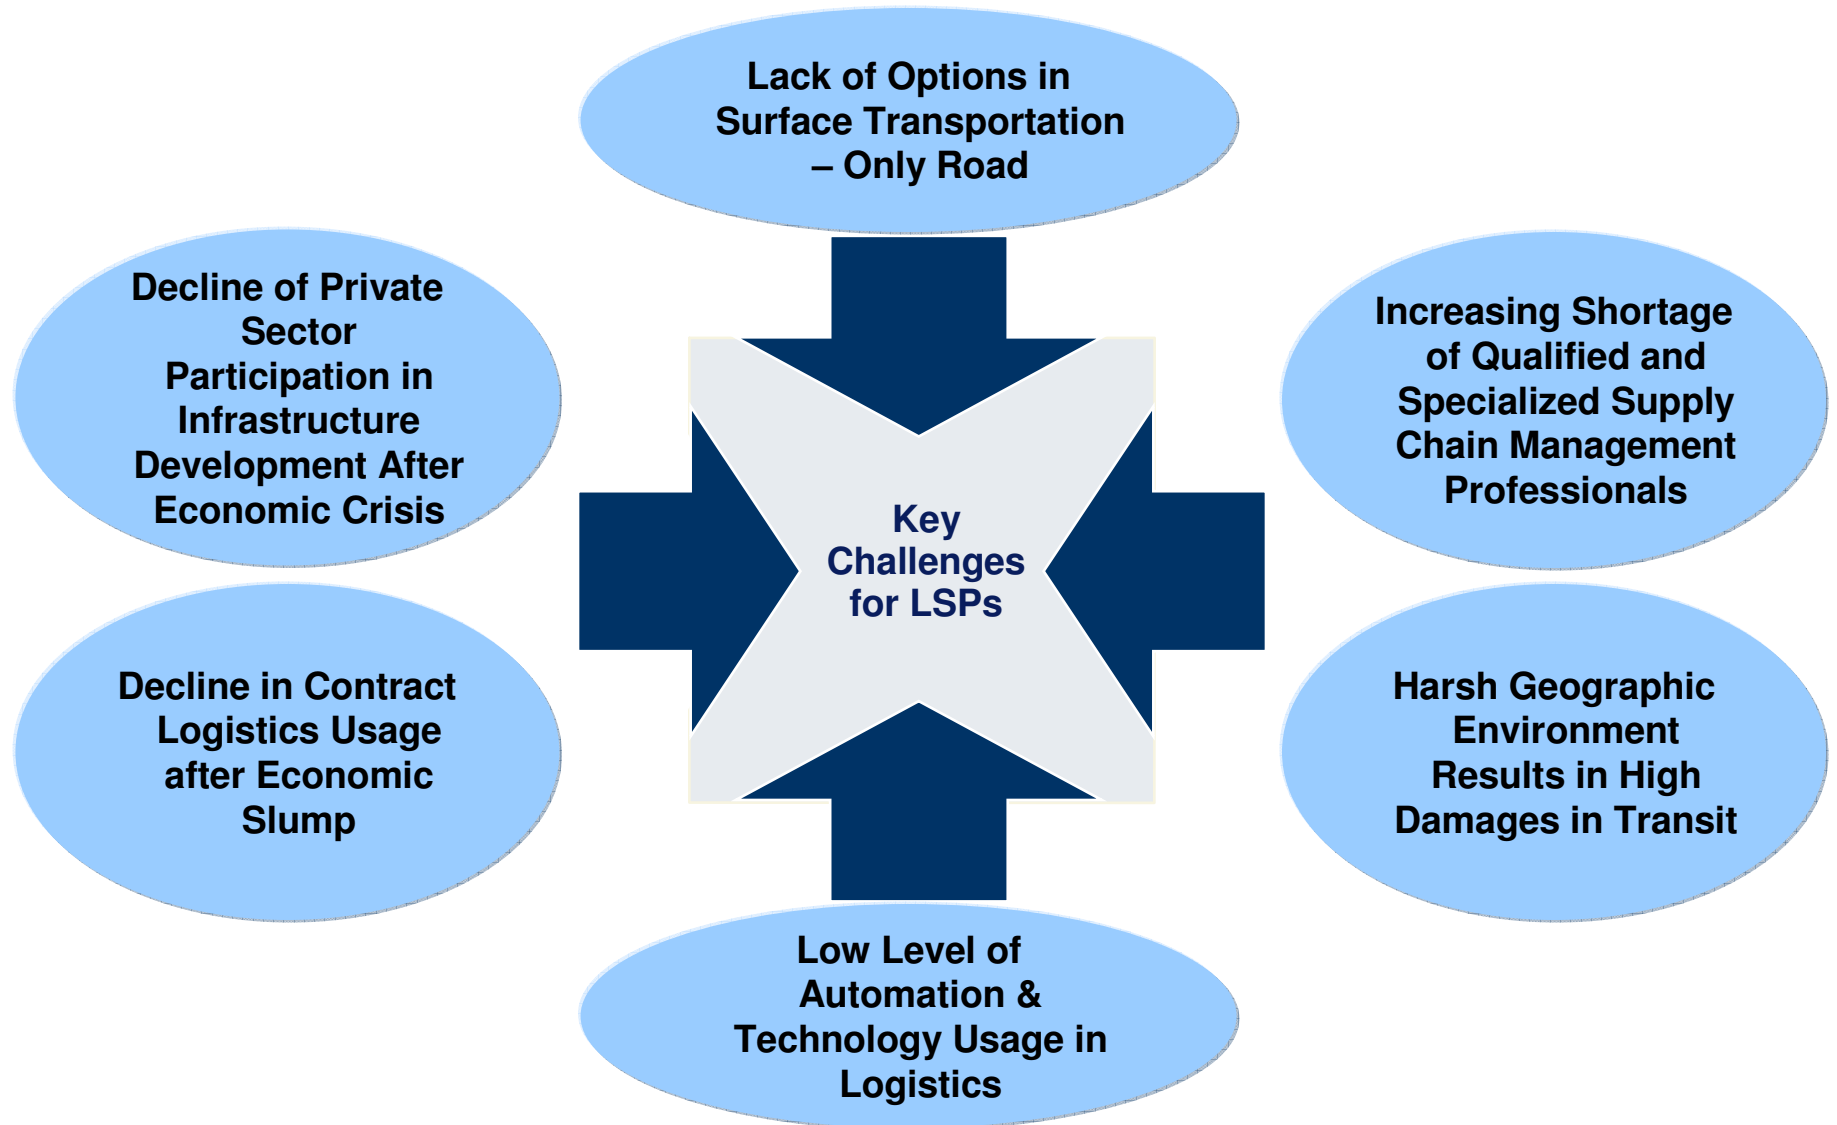 Lack of Options in
Surface Transportation
– Only Road
Decline of Private
Sector
Participation in
Infrastructure
Development After
Economic Crisis
Increasing Shortage
of Qualified and
Specialized Supply
Chain Management
Professionals
Key
Challenges
for LSPs
Decline in Contract
Logistics Usage
after Economic
Slump
Harsh Geographic
Environment
Results in High
Damages in Transit
Low Level of
Automation &
Technology Usage in
Logistics